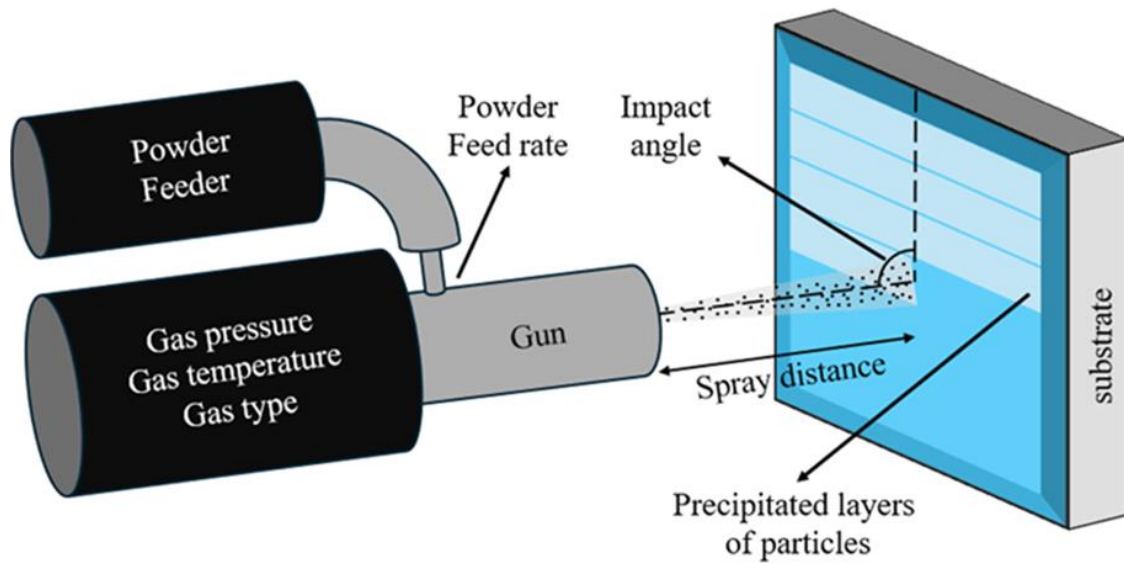 Powder
Feeder
Powder
Feed rate
Impact
angle
Gas pressure
Gas temperature
Gas type
Gun
Spray distance
substrate
Precipitated layers
of particles